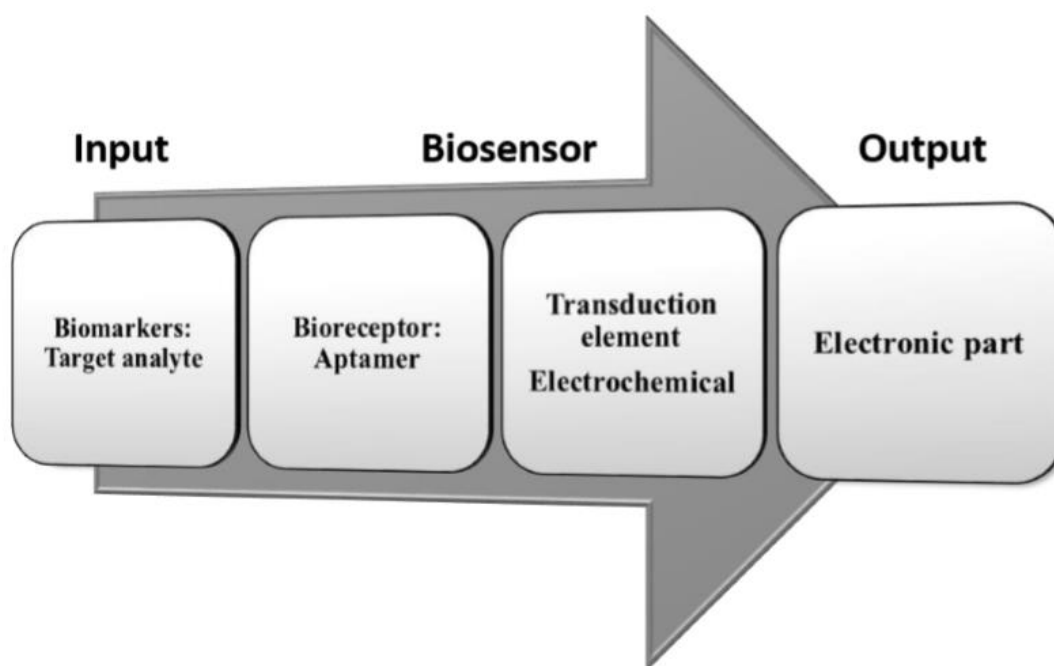 Input
Biosensor
Output
Biomarkers:
Target analyte
Bioreceptor:
Aptamer
Transduction
element
Electrochemical
Electronic part